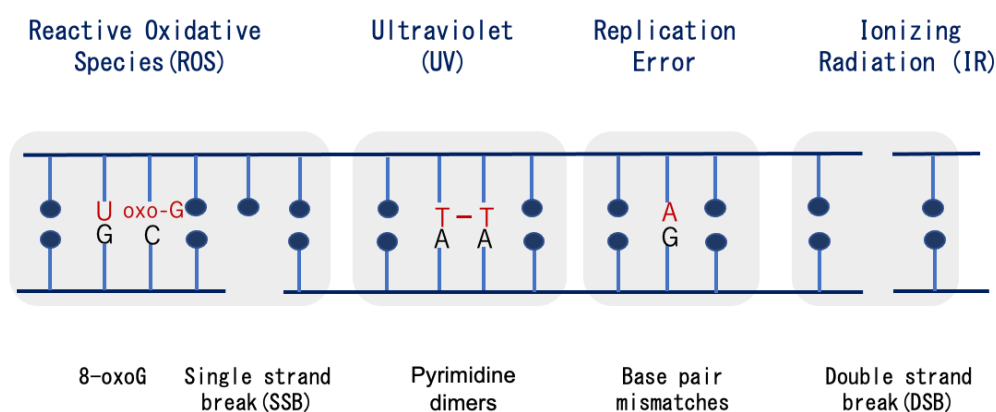 Reactive Oxidative
Species(ROS)
Ultraviolet
(UV)
Replication
Error
Ionizing
Radiation (IR)
U oxo-G
G C
T-T
A A
A
G
8-oxoG
Single strand
break(SSB)
Pyrimidine
dimers
Base pair
mismatches
Double strand
break(DSB)